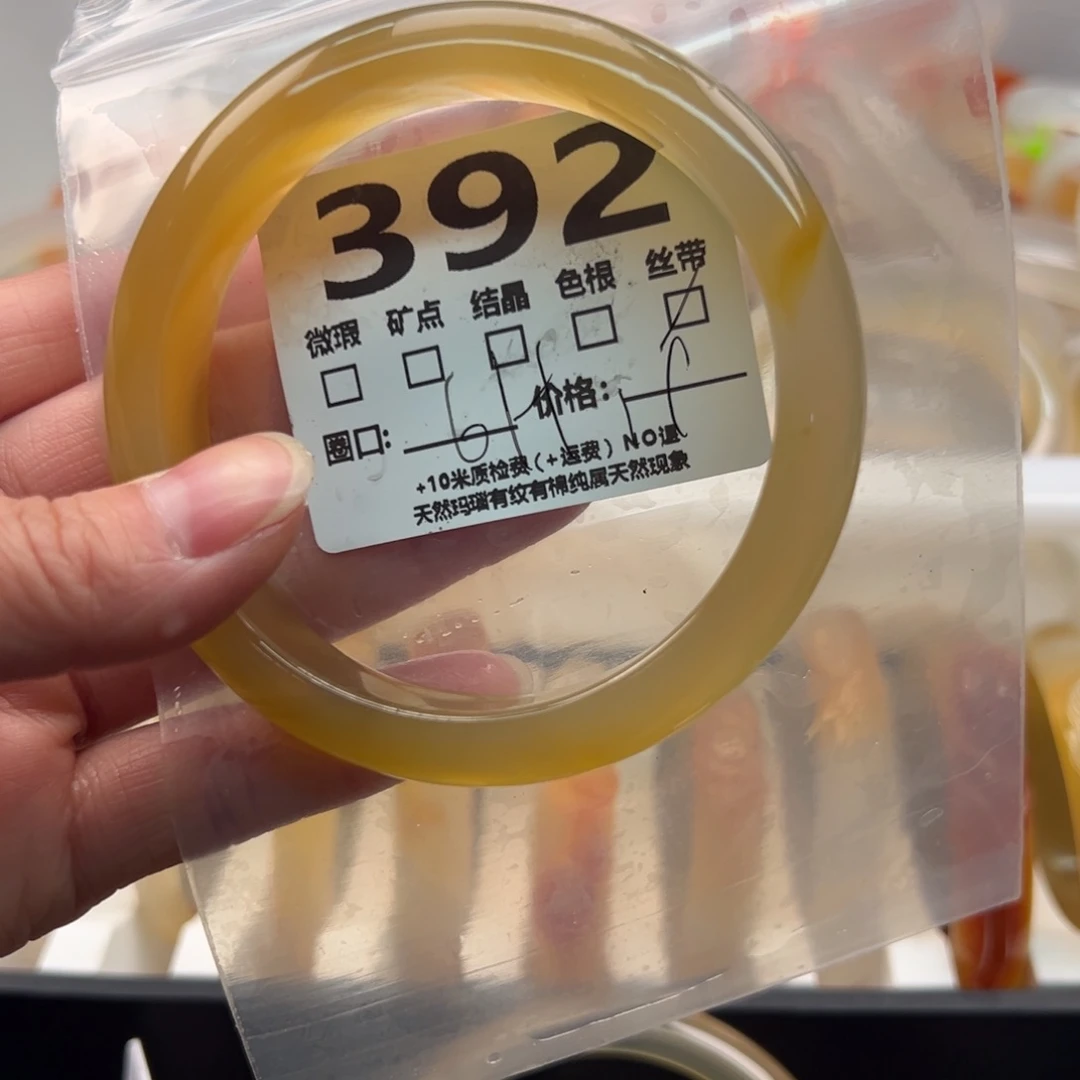 392
微瑕 矿点 结晶 色根 丝带
圈口: 价格:
+10米质检费(+运费)NO退
天然玛瑙有纹有棉纯属天然现象